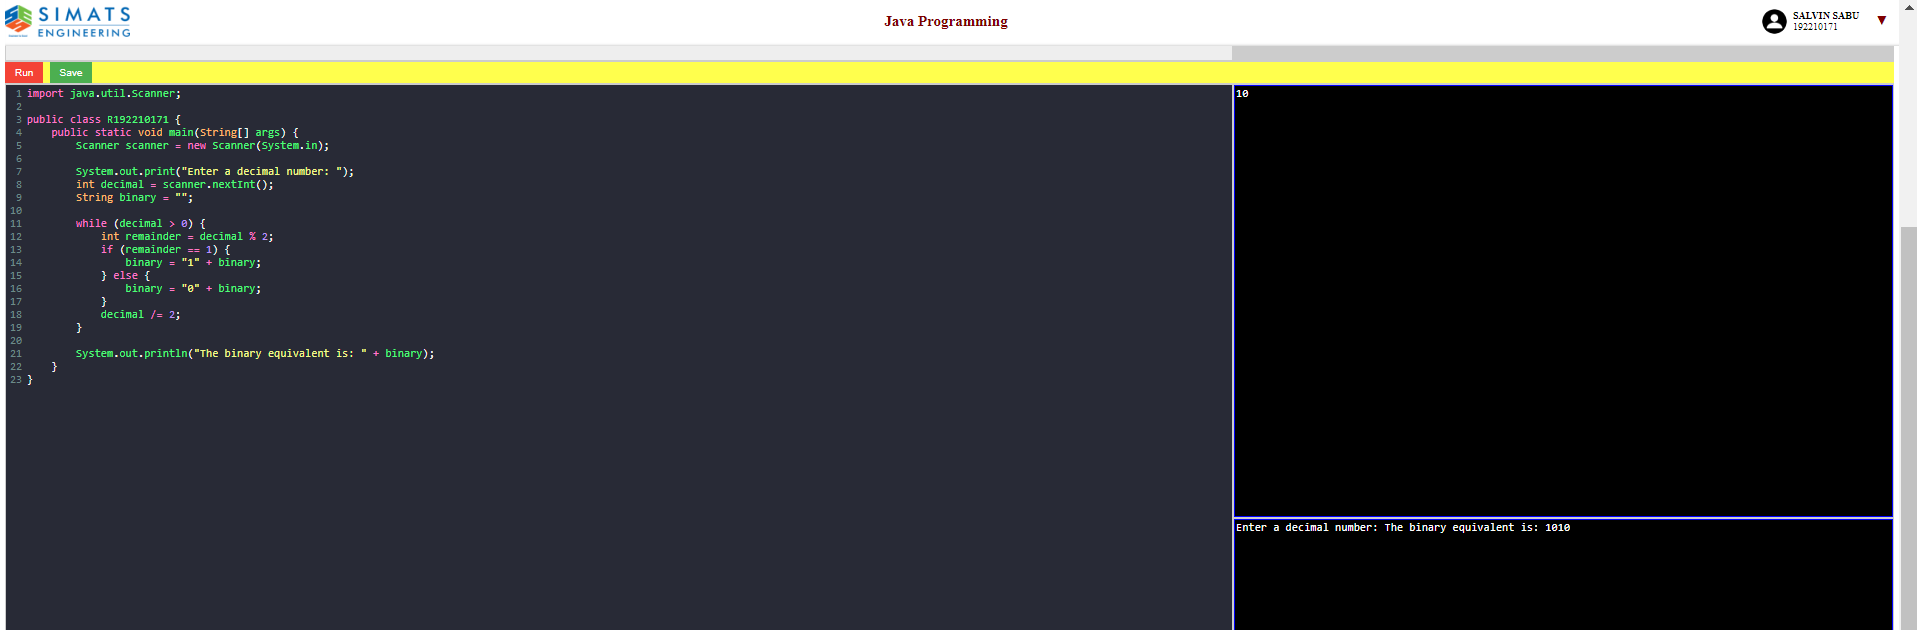 SIMATS
ENGINEERING
Java Programming
SALVIN SABU
192210171
Run Save
1 import java.util.Scanner;
2
3 public class R192210171 {
4     public static void main(String[] args) {
5         Scanner scanner = new Scanner(System.in);
6
7         System.out.print("Enter a decimal number: ");
8         int decimal = scanner.nextInt();
9         String binary = "";
10
11         while (decimal > 0) {
12             int remainder = decimal % 2;
13             if (remainder == 1) {
14                 binary = "1" + binary;
15             } else {
16                 binary = "0" + binary;
17             }
18             decimal /= 2;
19         }
20
21         System.out.println("The binary equivalent is: " + binary);
22     }
23 }
10
Enter a decimal number: The binary equivalent is: 1010